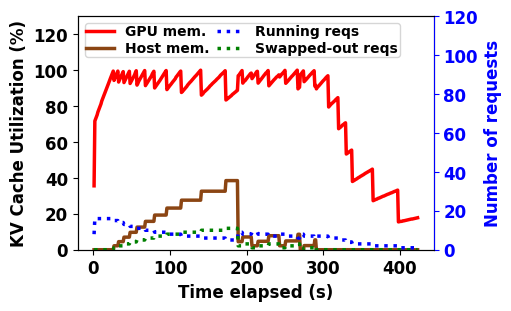 GPU mem.
Host mem.
Running reqs
Swapped-out reqs
KV Cache Utilization (%)
120
100
80
60
40
20
0
Number of requests
120
100
80
60
40
20
0
0 100 200 300 400
Time elapsed (s)